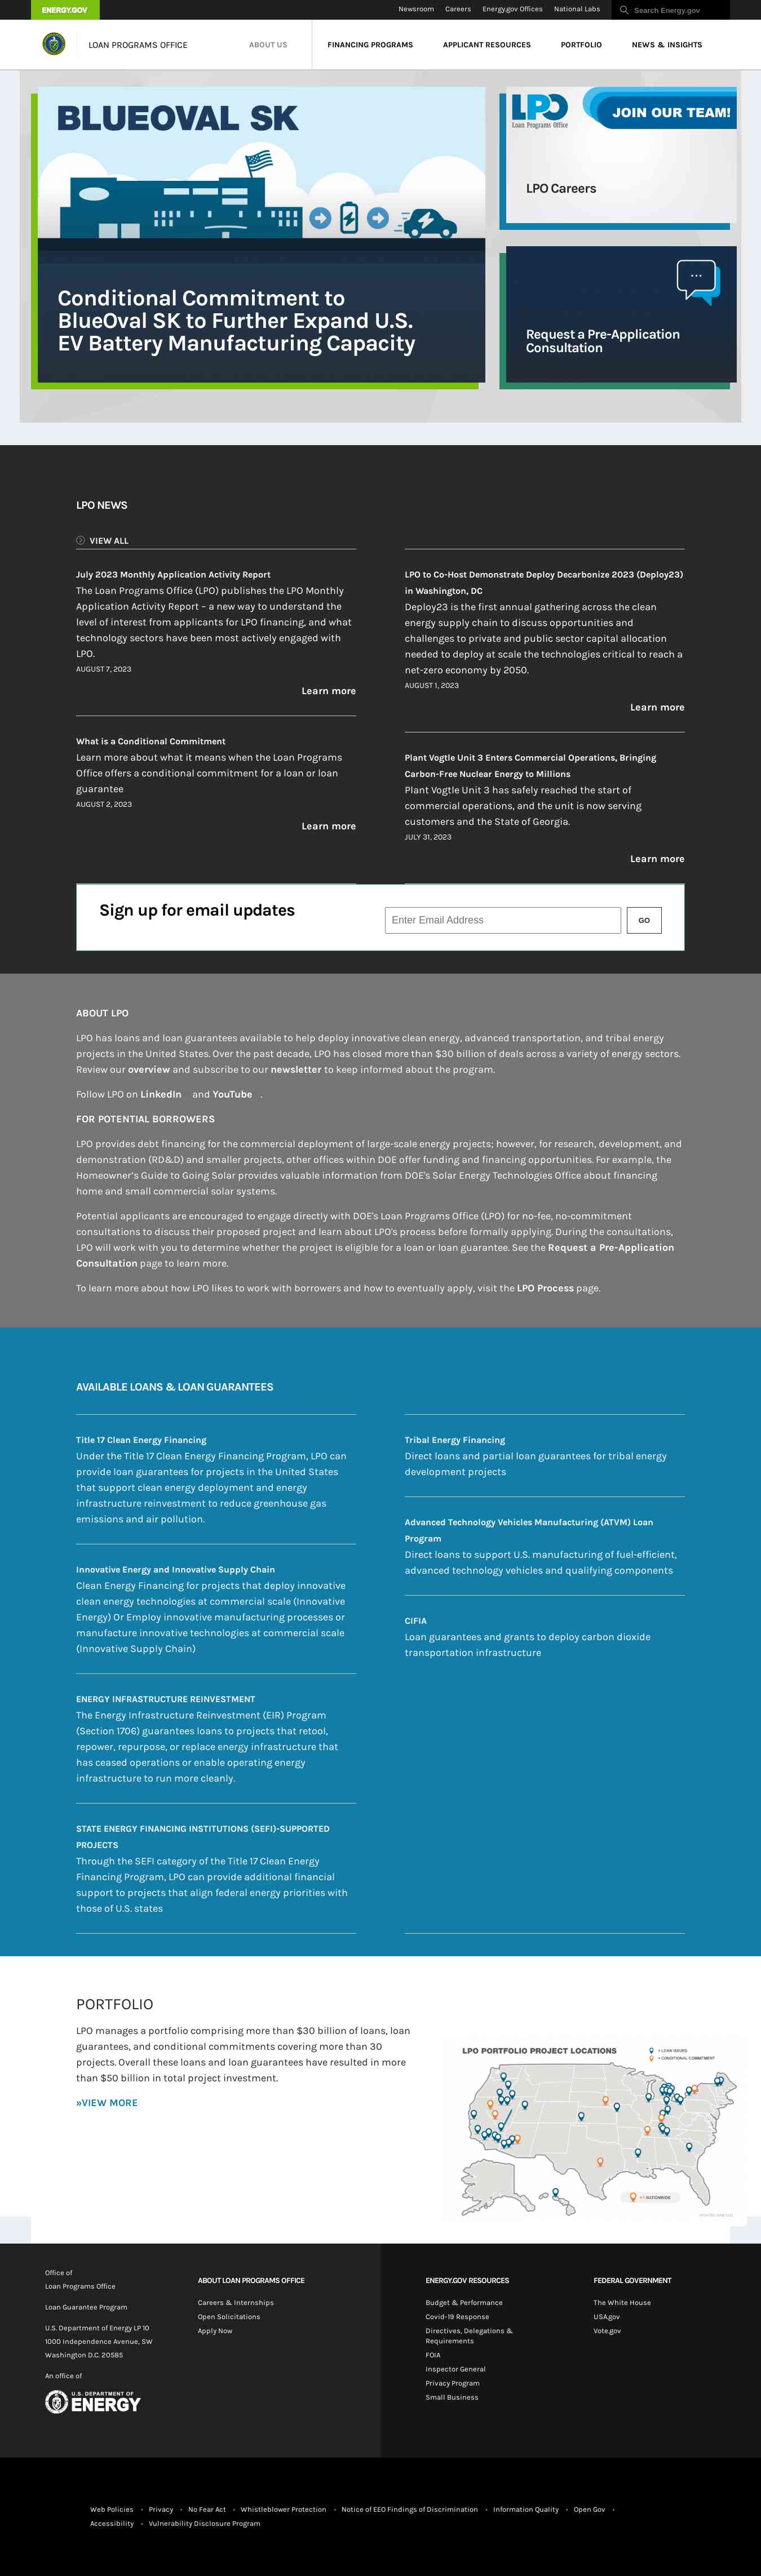 ENERGY.GOV
Newsroom Careers Energy.gov Offices National Labs Search Energy.gov
LOAN PROGRAMS OFFICE ABOUT US FINANCING PROGRAMS APPLICANT RESOURCES PORTFOLIO NEWS & INSIGHTS
BLUEOVAL SK
Conditional Commitment to
BlueOval SK to Further Expand U.S.
EV Battery Manufacturing Capacity
LPO
Loan Programs Office
JOIN OUR TEAM!
LPO Careers
Request a Pre-Application
Consultation
LPO NEWS
VIEW ALL
July 2023 Monthly Application Activity Report
The Loan Programs Office (LPO) publishes the LPO Monthly
Application Activity Report – a new way to understand the
level of interest from applicants for LPO financing, and what
technology sectors have been most actively engaged with
LPO.
AUGUST 7, 2023
Learn more
What is a Conditional Commitment
Learn more about what it means when the Loan Programs
Office offers a conditional commitment for a loan or loan
guarantee
AUGUST 2, 2023
Learn more
LPO to Co-Host Demonstrate Deploy Decarbonize 2023 (Deploy23)
in Washington, DC
Deploy23 is the first annual gathering across the clean
energy supply chain to discuss opportunities and
challenges to private and public sector capital allocation
needed to deploy at scale the technologies critical to reach a
net-zero economy by 2050.
AUGUST 1, 2023
Learn more
Plant Vogtle Unit 3 Enters Commercial Operations, Bringing
Carbon-Free Nuclear Energy to Millions
Plant Vogtle Unit 3 has safely reached the start of
commercial operations, and the unit is now serving
customers and the State of Georgia.
JULY 31, 2023
Learn more
Sign up for email updates
Enter Email Address
GO
ABOUT LPO
LPO has loans and loan guarantees available to help deploy innovative clean energy, advanced transportation, and tribal energy
projects in the United States. Over the past decade, LPO has closed more than $30 billion of deals across a variety of energy sectors.
Review our overview and subscribe to our newsletter to keep informed about the program.
Follow LPO on LinkedIn and YouTube .
FOR POTENTIAL BORROWERS
LPO provides debt financing for the commercial deployment of large-scale energy projects; however, for research, development, and
demonstration (RD&D) and smaller projects, other offices within DOE offer funding and financing opportunities. For example, the
Homeowner's Guide to Going Solar provides valuable information from DOE's Solar Energy Technologies Office about financing
home and small commercial solar systems.
Potential applicants are encouraged to engage directly with DOE's Loan Programs Office (LPO) for no-fee, no-commitment
consultations to discuss their proposed project and learn about LPO's process before formally applying. During the consultations,
LPO will work with you to determine whether the project is eligible for a loan or loan guarantee. See the Request a Pre-Application
Consultation page to learn more.
To learn more about how LPO likes to work with borrowers and how to eventually apply, visit the LPO Process page.
AVAILABLE LOANS & LOAN GUARANTEES
Title 17 Clean Energy Financing
Under the Title 17 Clean Energy Financing Program, LPO can
provide loan guarantees for projects in the United States
that support clean energy deployment and energy
infrastructure reinvestment to reduce greenhouse gas
emissions and air pollution.
Innovative Energy and Innovative Supply Chain
Clean Energy Financing for projects that deploy innovative
clean energy technologies at commercial scale (Innovative
Energy) Or Employ innovative manufacturing processes or
manufacture innovative technologies at commercial scale
(Innovative Supply Chain)
ENERGY INFRASTRUCTURE REINVESTMENT
The Energy Infrastructure Reinvestment (EIR) Program
(Section 1706) guarantees loans to projects that retool,
repower, repurpose, or replace energy infrastructure that
has ceased operations or enable operating energy
infrastructure to run more cleanly.
STATE ENERGY FINANCING INSTITUTIONS (SEFI)-SUPPORTED
PROJECTS
Through the SEFI category of the Title 17 Clean Energy
Financing Program, LPO can provide additional financial
support to projects that align federal energy priorities with
those of U.S. states
Tribal Energy Financing
Direct loans and partial loan guarantees for tribal energy
development projects
Advanced Technology Vehicles Manufacturing (ATVM) Loan
Program
Direct loans to support U.S. manufacturing of fuel-efficient,
advanced technology vehicles and qualifying components
CIFIA
Loan guarantees and grants to deploy carbon dioxide
transportation infrastructure
PORTFOLIO
LPO manages a portfolio comprising more than $30 billion of loans, loan
guarantees, and conditional commitments covering more than 30
projects. Overall these loans and loan guarantees have resulted in more
than $50 billion in total project investment.
»VIEW MORE
LPO PORTFOLIO PROJECT LOCATIONS
= LOAN ISSUED
= CONDITIONAL COMMITMENT
NATIONWIDE
Office of
Loan Programs Office
Loan Guarantee Program
U.S. Department of Energy LP 10
1000 Independence Avenue, SW
Washington D.C. 20585
An office of
U.S. DEPARTMENT OF
ENERGY
ABOUT LOAN PROGRAMS OFFICE
Careers & Internships
Open Solicitations
Apply Now
ENERGY.GOV RESOURCES
Budget & Performance
Covid-19 Response
Directives, Delegations &
Requirements
FOIA
Inspector General
Privacy Program
Small Business
FEDERAL GOVERNMENT
The White House
USA.gov
Vote.gov
Web Policies • Privacy • No Fear Act • Whistleblower Protection • Notice of EEO Findings of Discrimination • Information Quality • Open Gov •
Accessibility • Vulnerability Disclosure Program